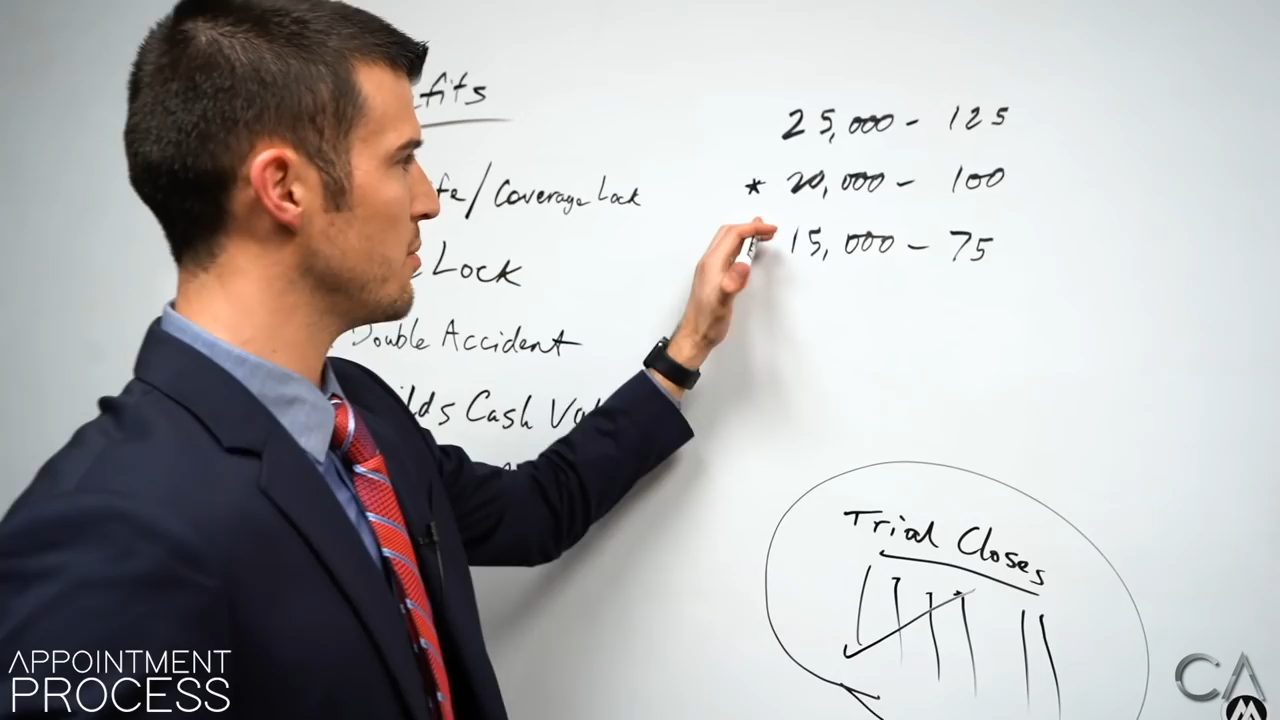 fits
fe/Coverage Lock
Lock
Double Accident
lds Cash Va
25,000 - 125
* 20,000 - 100
15,000 - 75
Trial Closes
APPOINTMENT
PROCESS
CA